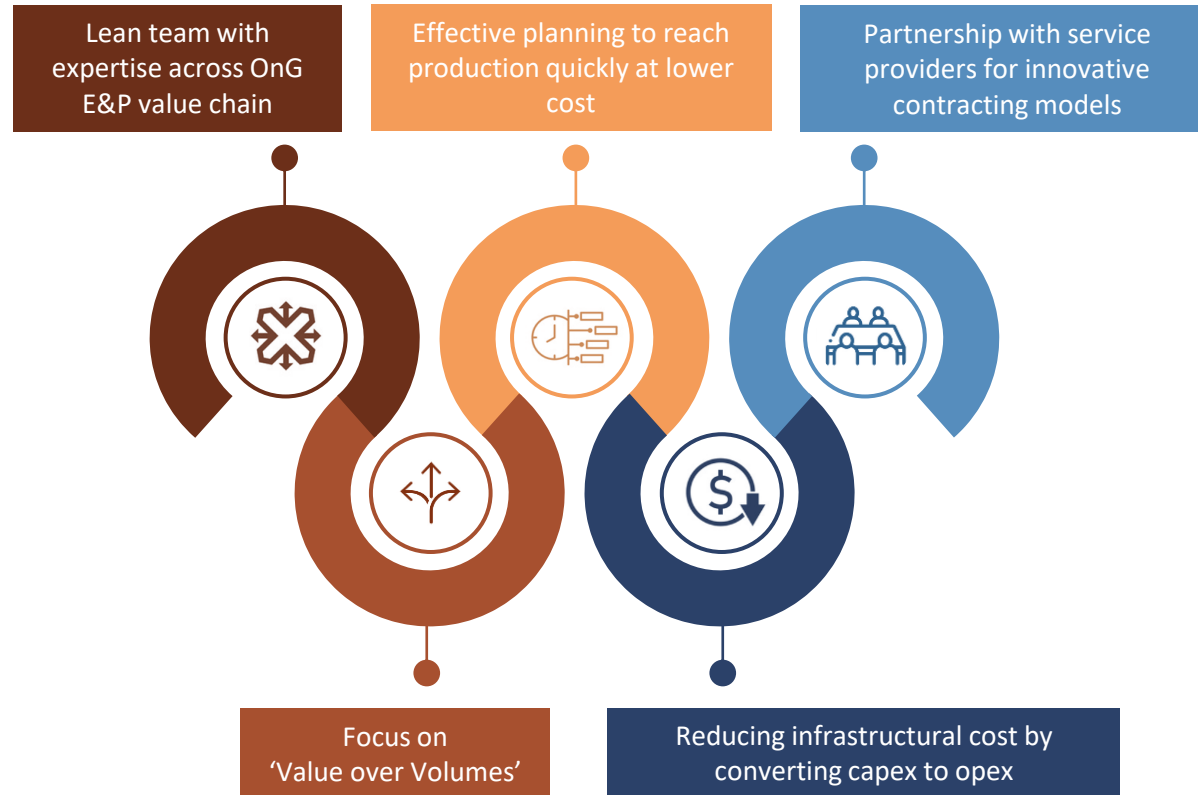 Lean team with
expertise across OnG
E&P value chain
Effective planning to reach
production quickly at lower
cost
Partnership with service
providers for innovative
contracting models
$
Focus on
‘Value over Volumes’
Reducing infrastructural cost by
converting capex to opex